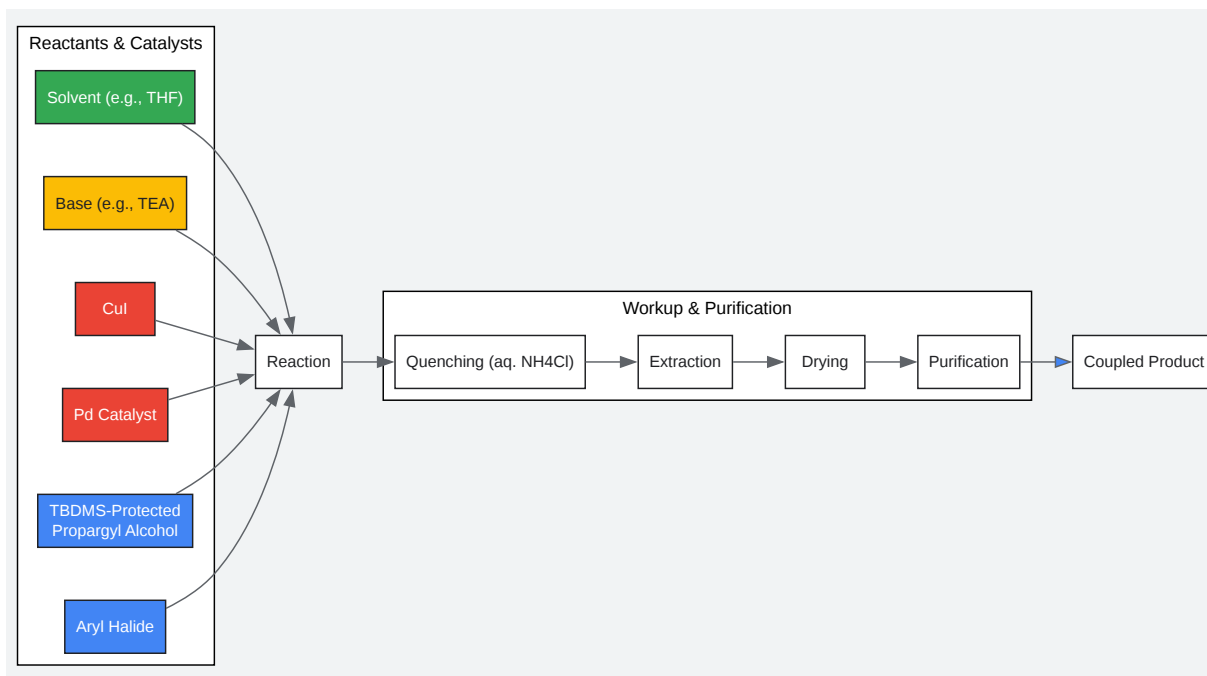 Reactants & Catalysts
Solvent (e.g., THF)
Base (e.g., TEA)
CuI
Pd Catalyst
TBDMS-Protected
Propargyl Alcohol
Aryl Halide
Reaction
Workup & Purification
Quenching (aq. NH4Cl)
Extraction
Drying
Purification
Coupled Product